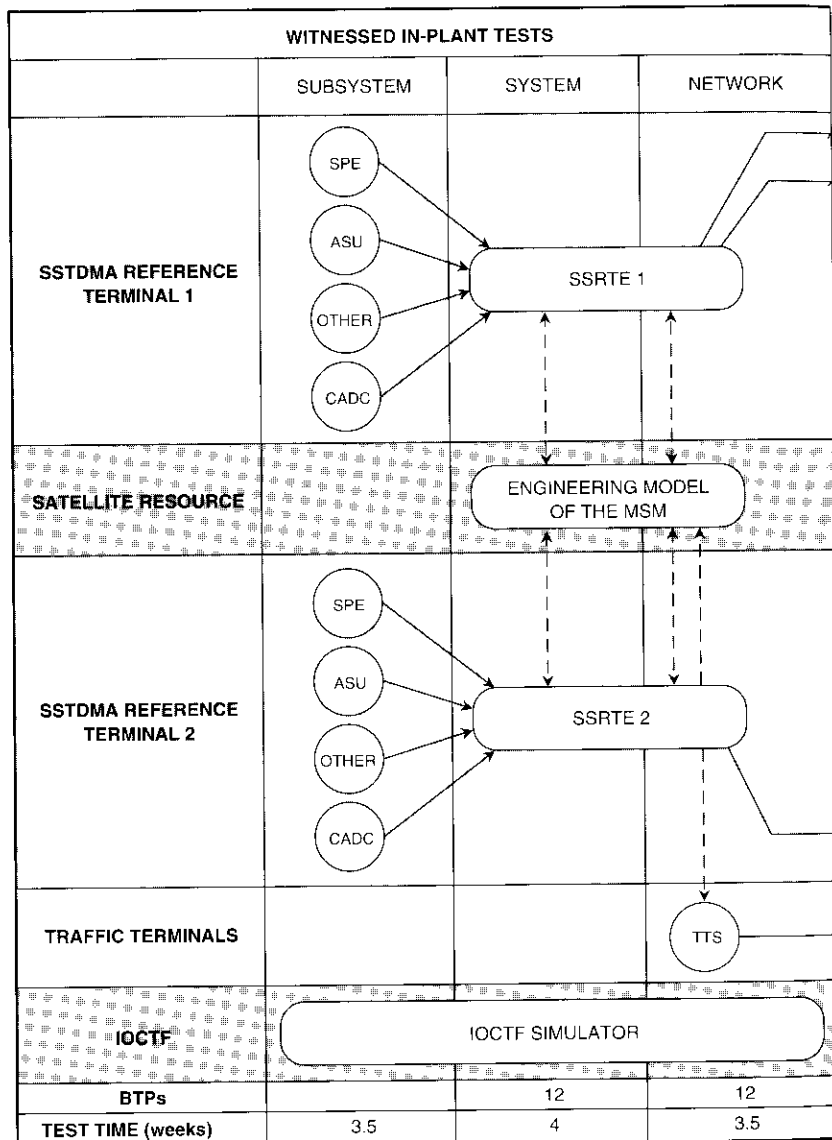 WITNESSED IN-PLANT TESTS
SUBSYSTEM
SYSTEM
NETWORK
SSTDMA REFERENCE
TERMINAL 1
SPE
ASU
OTHER
CADC
SSRTE 1
SATELLITE RESOURCE
ENGINEERING MODEL
OF THE MSM
SSTDMA REFERENCE
TERMINAL 2
SPE
ASU
OTHER
CADC
SSRTE 2
TRAFFIC TERMINALS
TTS
IOCTF
IOCTF SIMULATOR
BTPs
12
12
TEST TIME (weeks)
3.5
4
3.5